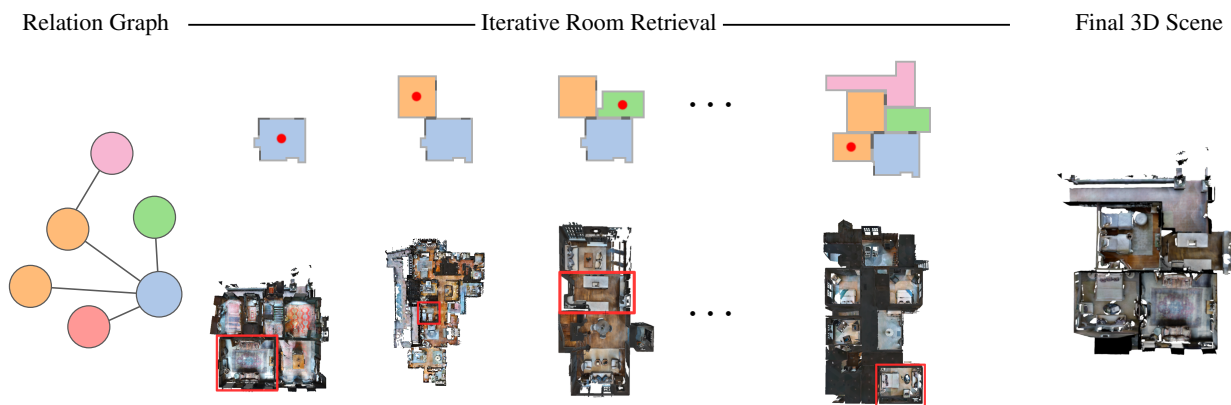 Relation Graph
Iterative Room Retrieval
Final 3D Scene